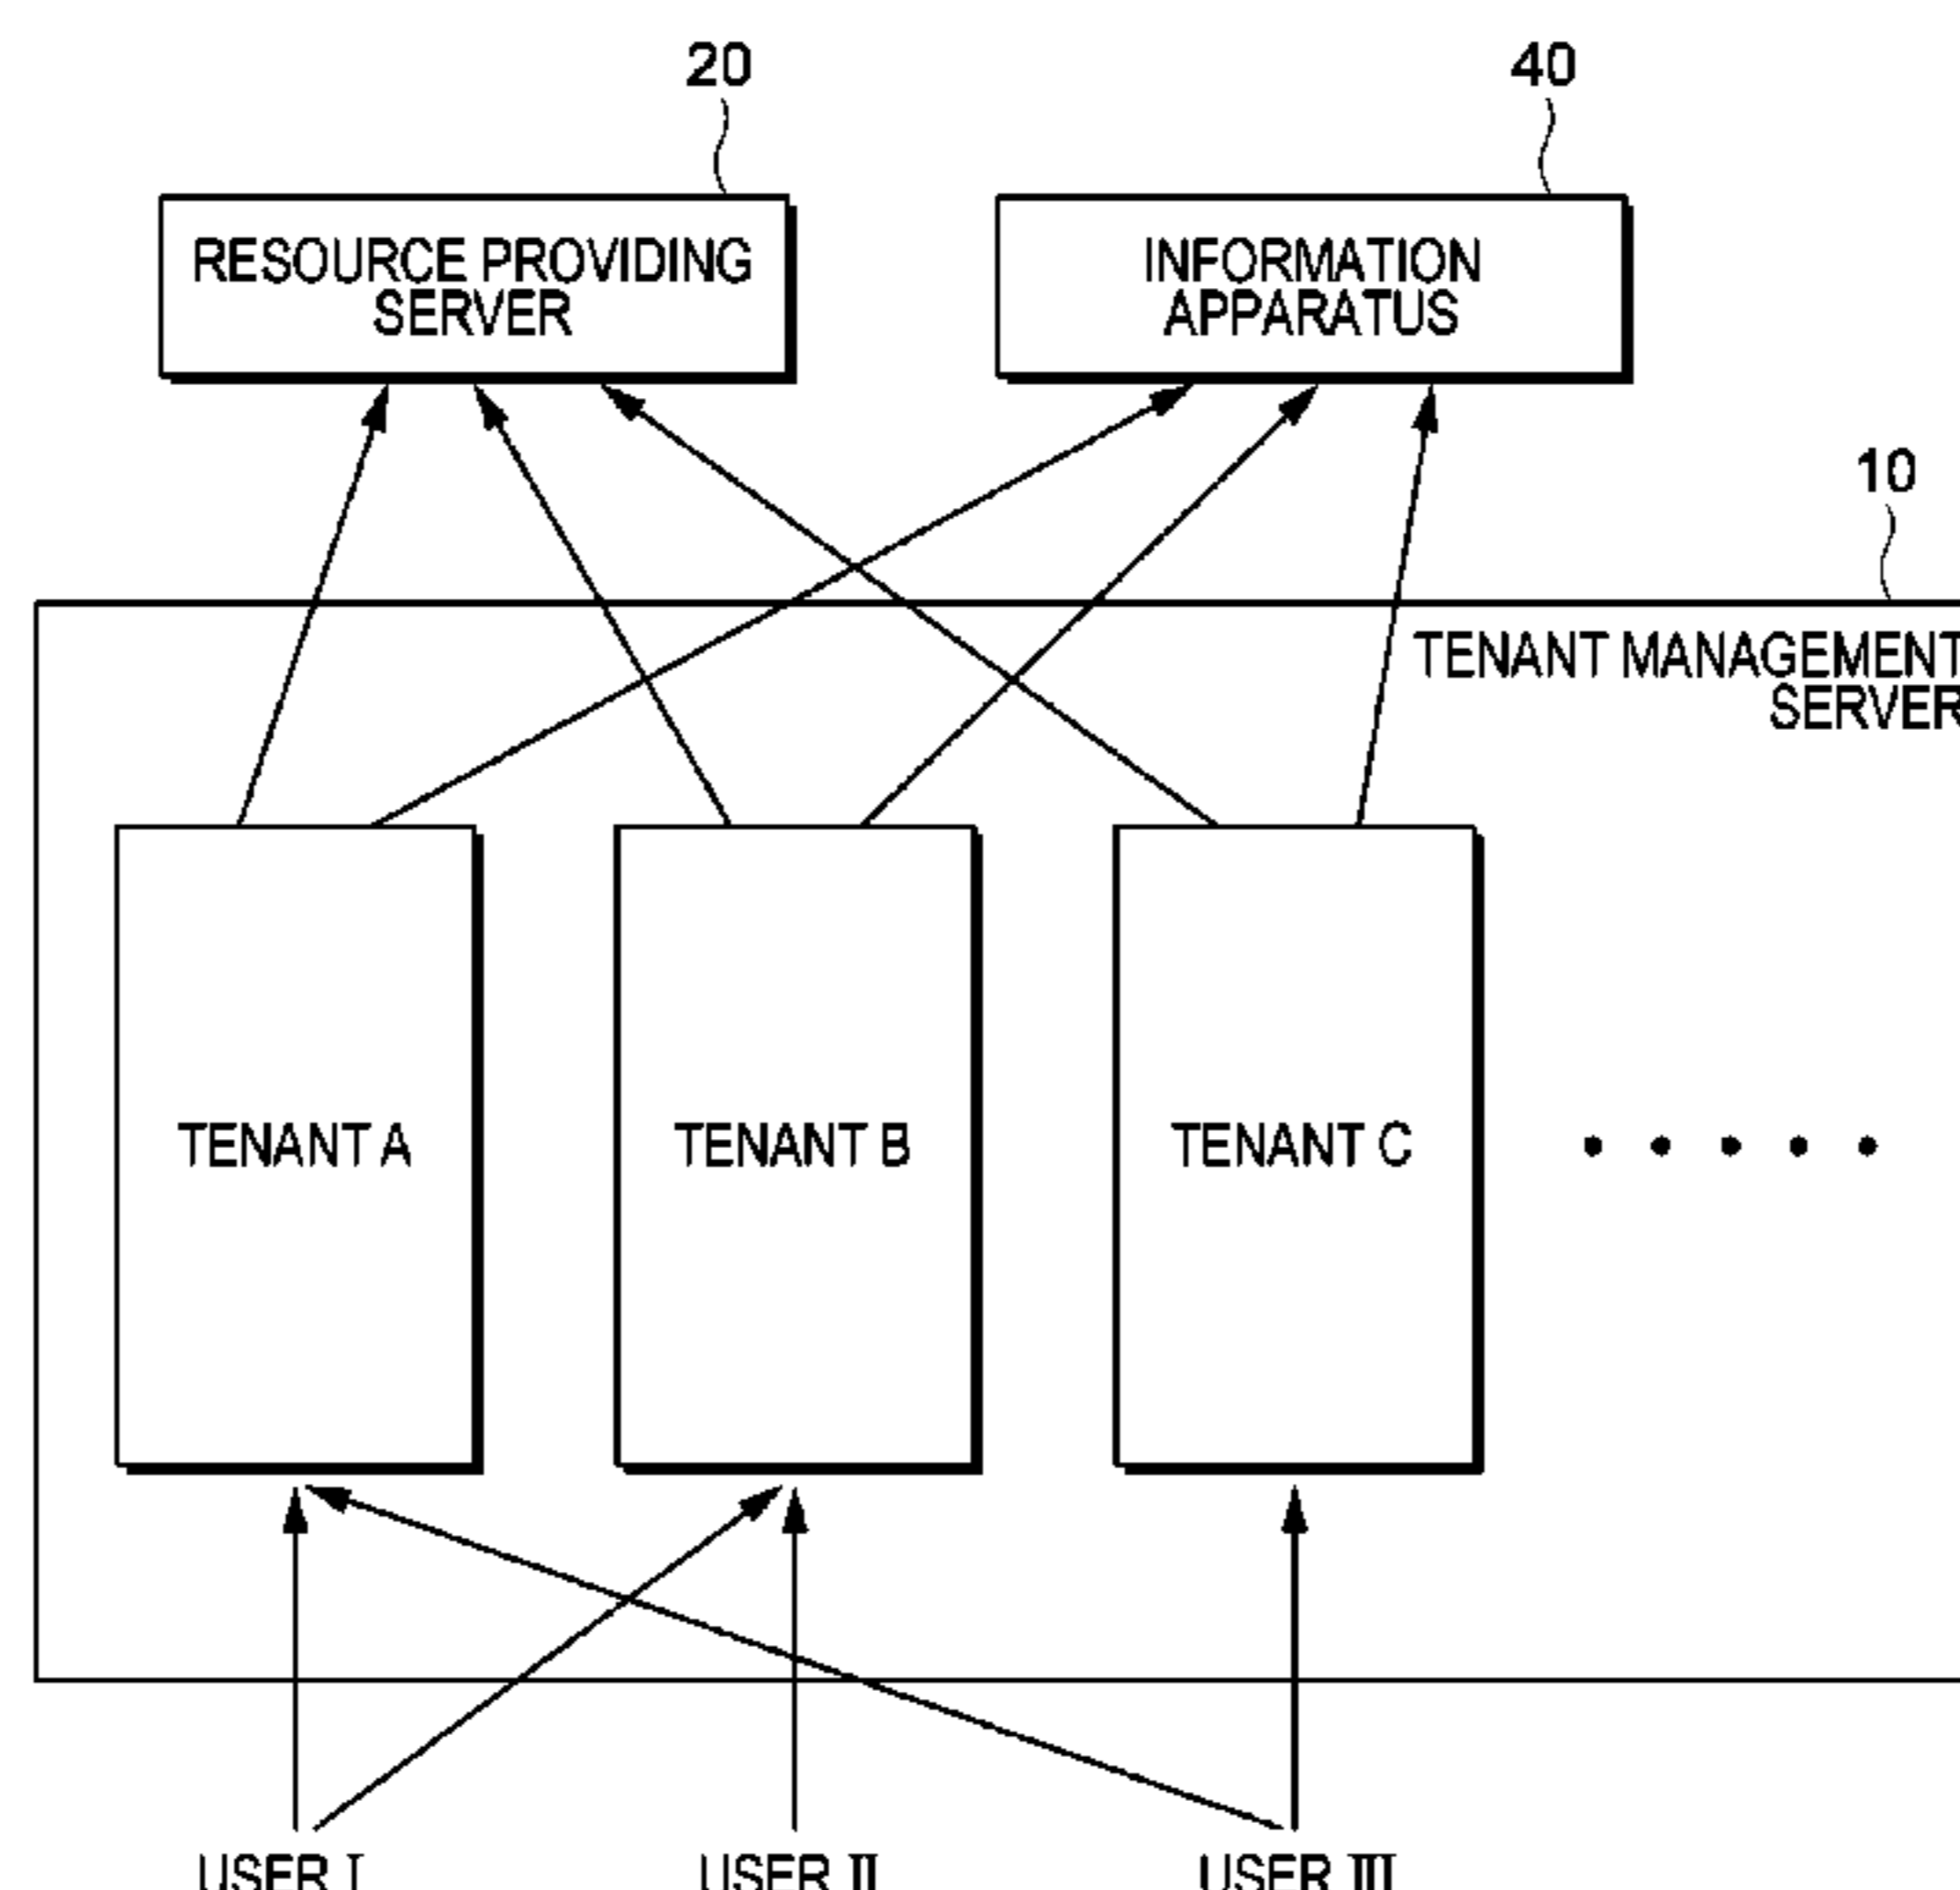 20
40
RESOURCE PROVIDING
SERVER
INFORMATION
APPARATUS
10
TENANT MANAGEMENT
SERVER
TENANT A
TENANT B
TENANT C
USER I
USER II
USER III